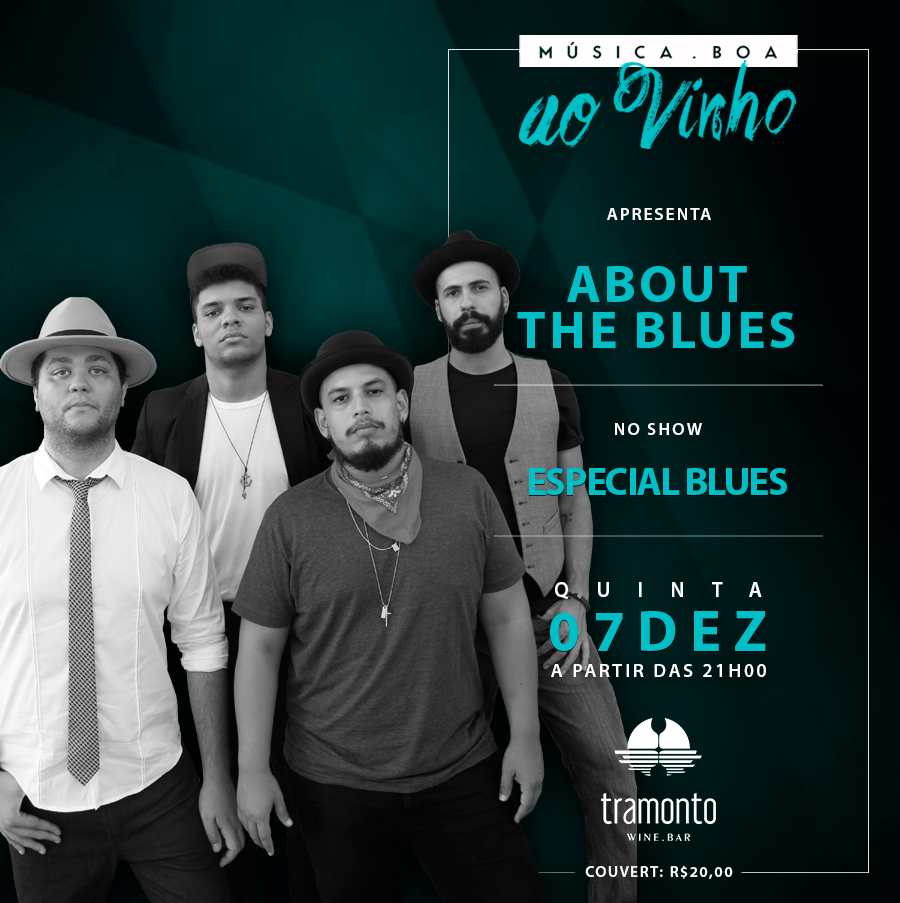 MÚSICA.BOA
ao Vinho
APRESENTA
ABOUT
THE BLUES
NO SHOW
ESPECIAL BLUES
QUINTA
07DEZ
A PARTIR DAS 21H00
tramonto
WINE.BAR
COUVERT: R$20,00